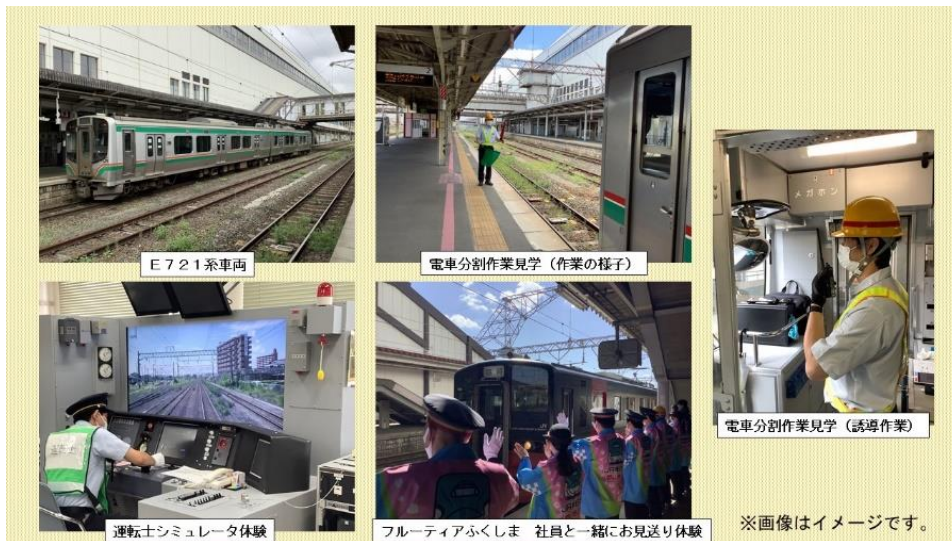 E721系車両
電車分割作業見学（作業の様子）
メガホン
電車分割作業見学（誘導作業）
運転士シミュレータ体験
フルーティアふくしま　社員と一緒にお見送り体験
※画像はイメージです。